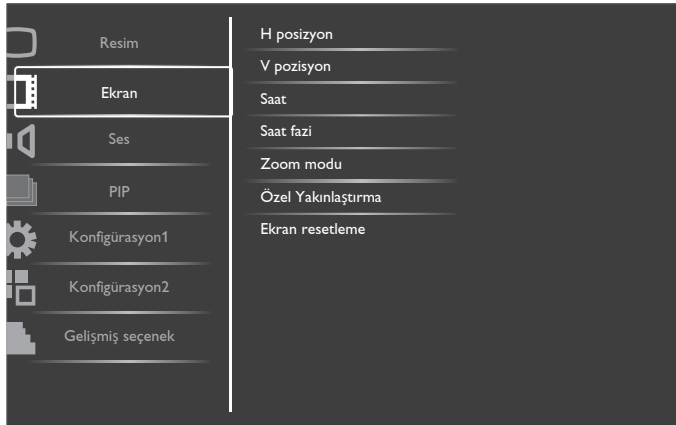 Resim
Ekran
Ses
PIP
Konfigürasyon1
Konfigürasyon2
Gelişmiş seçenek
H posizyon
V pozisyon
Saat
Saat fazi
Zoom modu
Özel Yakınlaştırma
Ekran resetleme